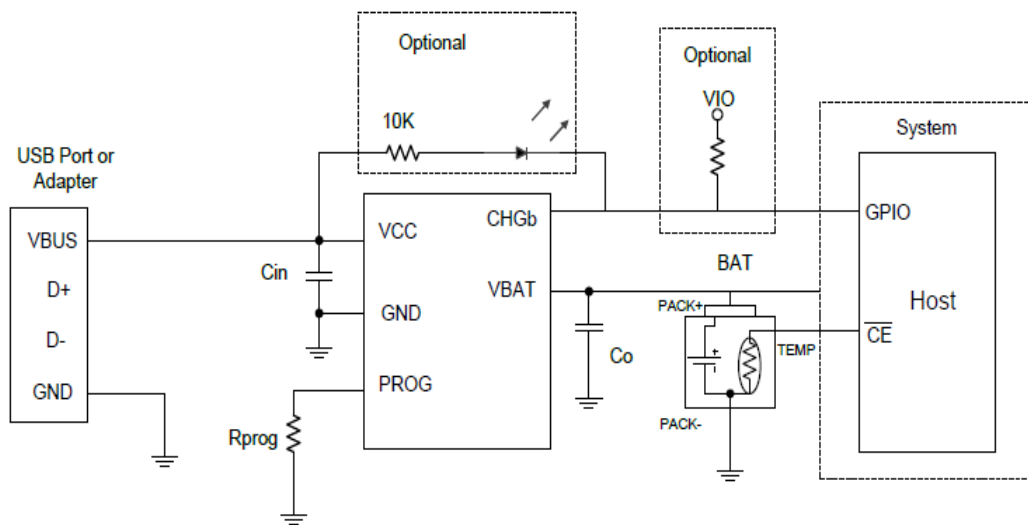 Optional
Optional
VIO
10K
System
USB Port or
Adapter
VBUS
D+
D-
GND
Cin
VCC
GND
PROG
CHGb
VBAT
Rprog
Co
BAT
PACK+
TEMP
PACK-
GPIO
Host
CE